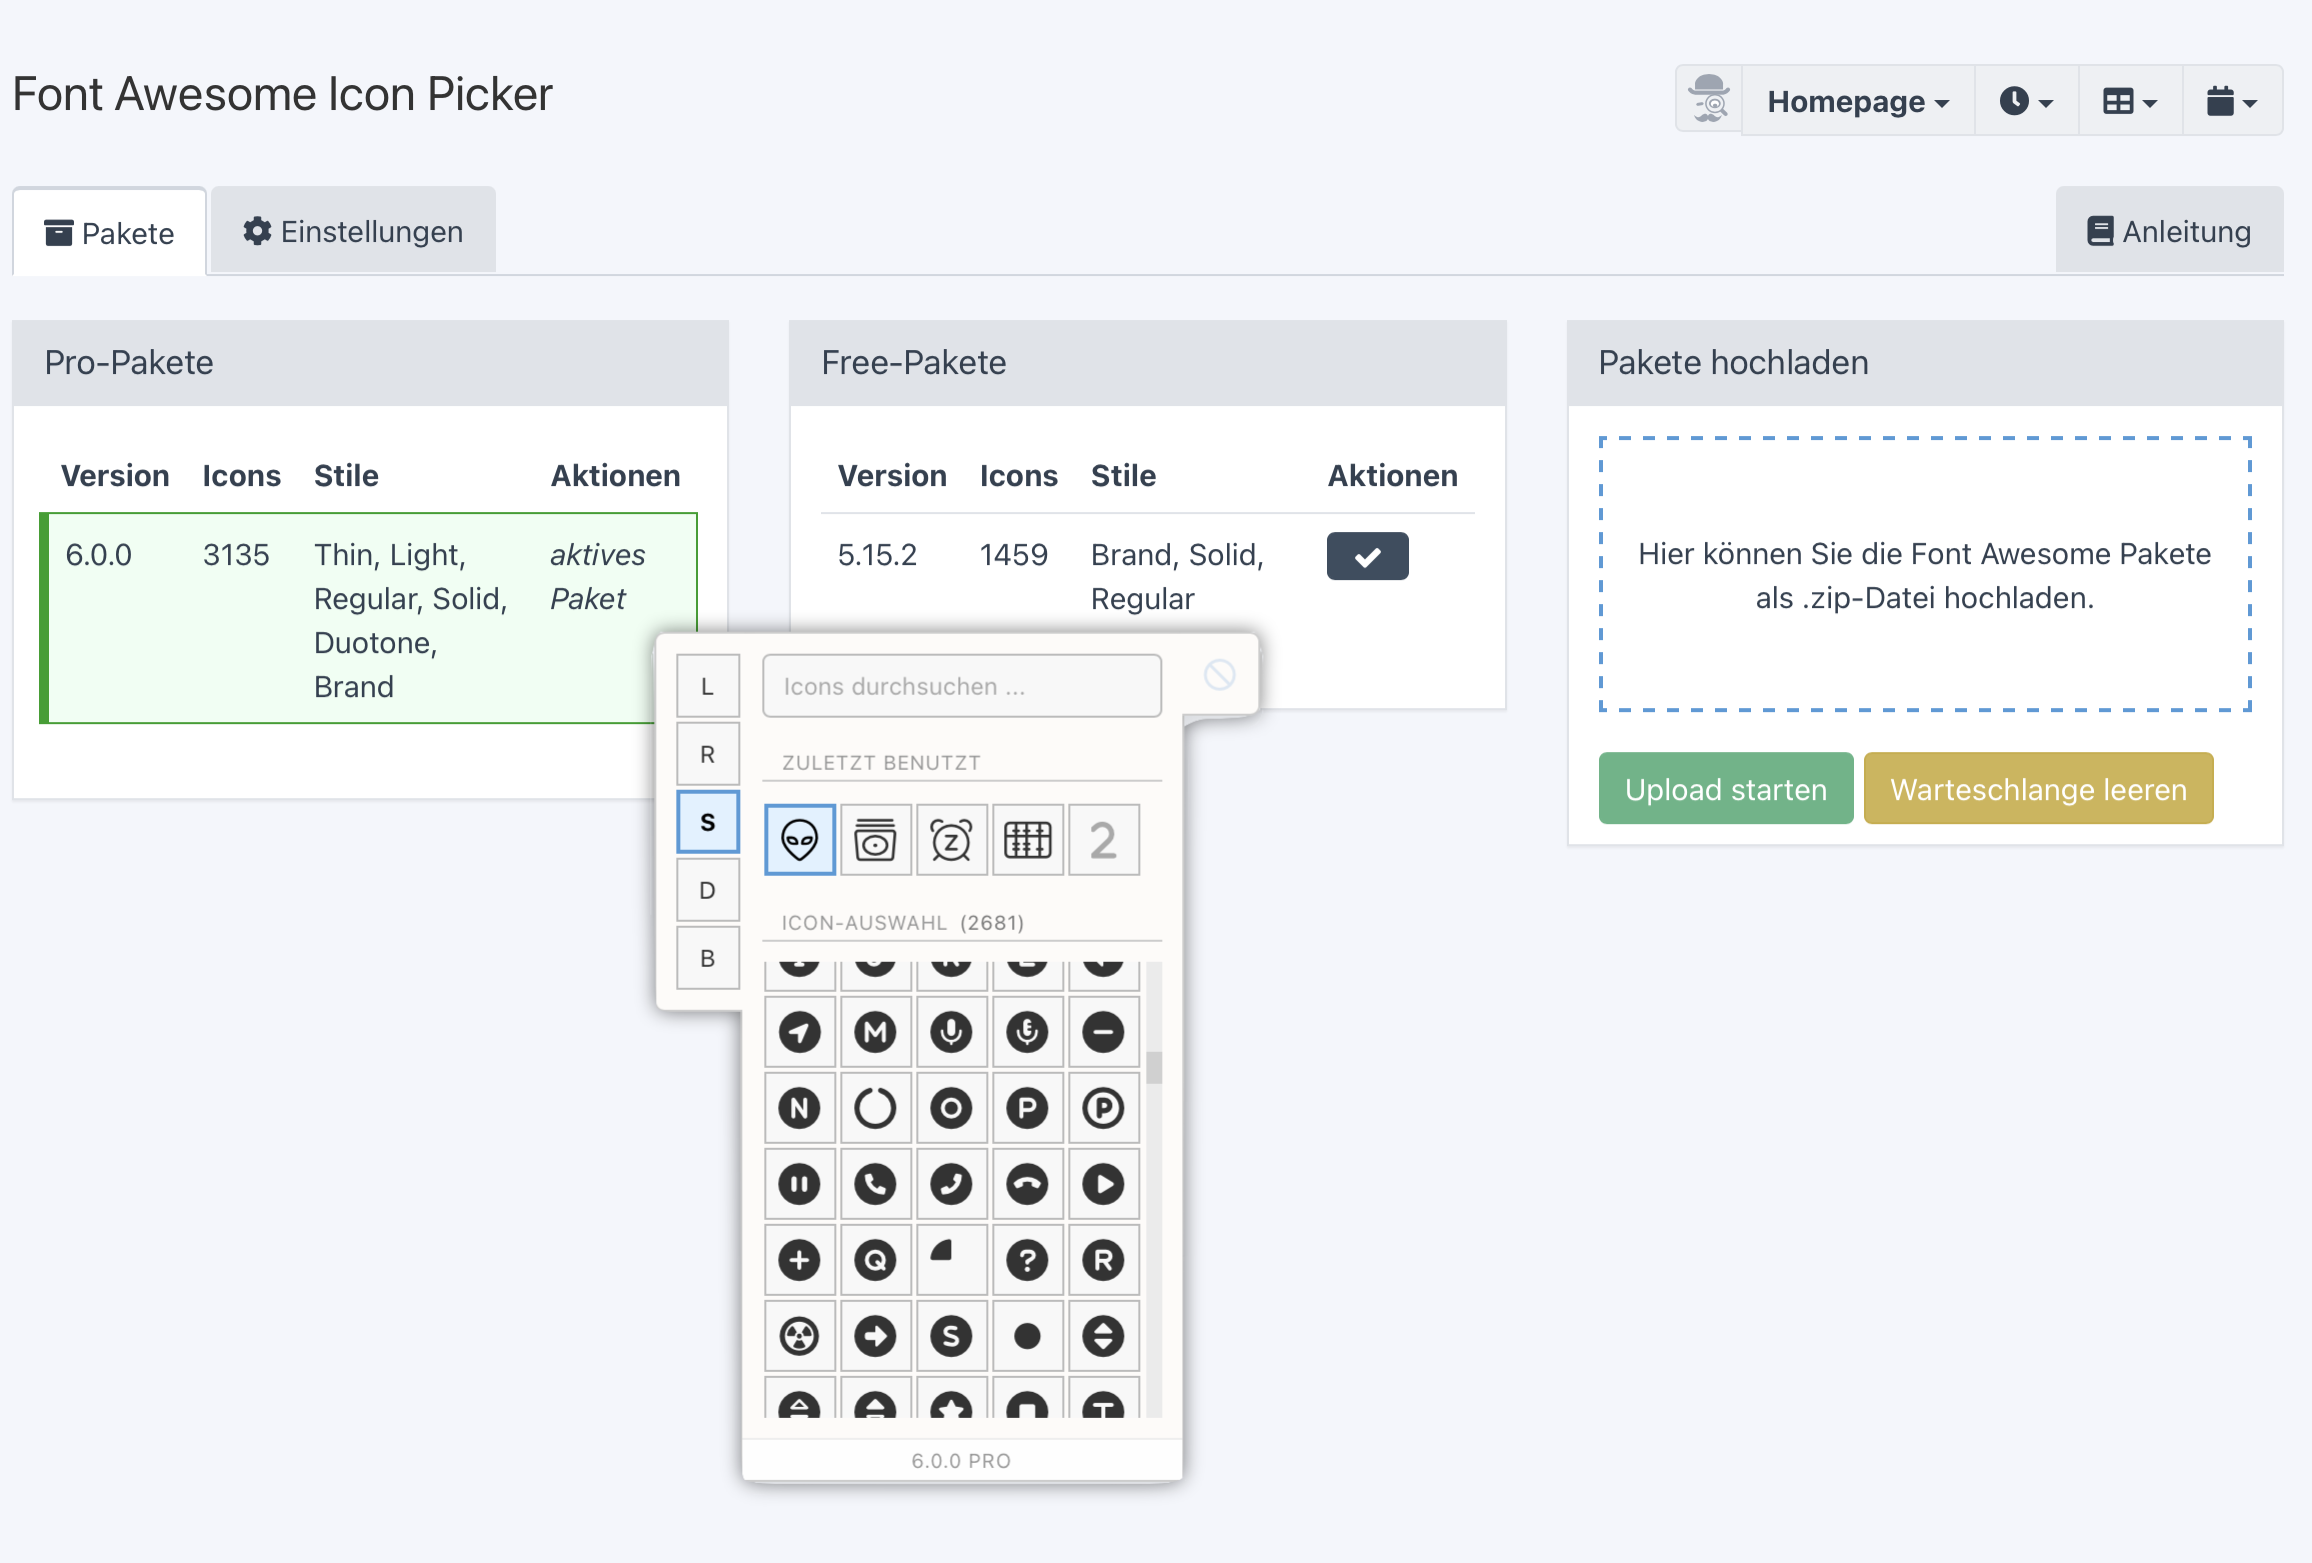 Font Awesome Icon Picker
Homepage
Pakete
Einstellungen
Anleitung
Pro-Pakete
Version Icons Stile Aktionen
6.0.0 3135 Thin, Light, aktives
Regular, Solid, Paket
Duotone,
Brand
Free-Pakete
Version Icons Stile Aktionen
5.15.2 1459 Brand, Solid,
Regular
Pakete hochladen
Hier können Sie die Font Awesome Pakete
als .zip-Datei hochladen.
Upload starten Warteschlange leeren
L
R
S
D
B
Icons durchsuchen ...
ZULETZT BENUTZT
Z 2
ICON-AUSWAHL (2681)
M
N O P P
Q ? R
S
T
6.0.0 PRO